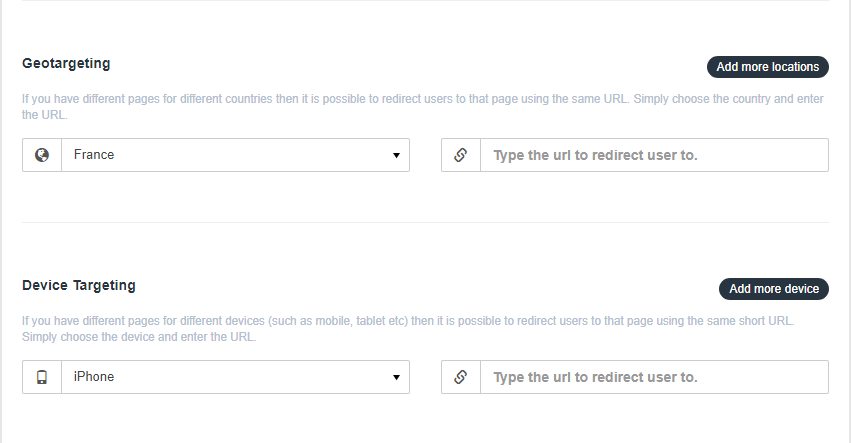 Geotargeting
Add more locations
If you have different pages for different countries then it is possible to redirect users to that page using the same URL. Simply choose the country and enter
the URL.
France
Type the url to redirect user to.
Device Targeting
Add more device
If you have different pages for different devices (such as mobile, tablet etc) then it is possible to redirect users to that page using the same short URL.
Simply choose the device and enter the URL.
iPhone
Type the url to redirect user to.